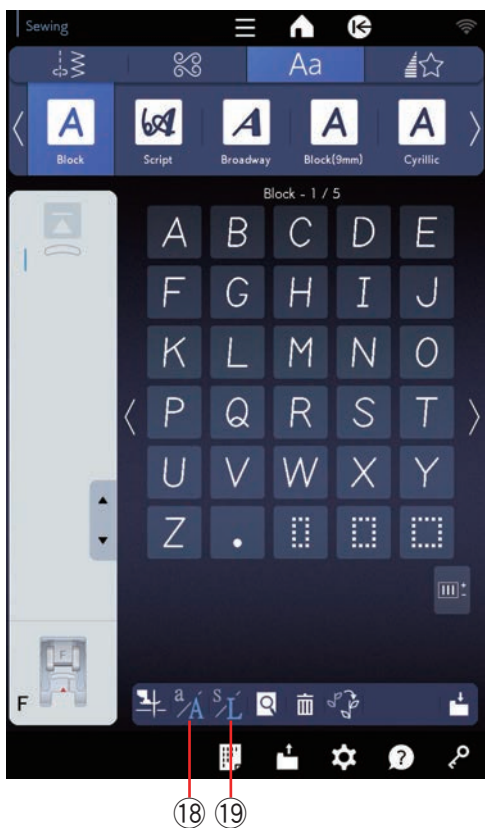 Sewing
Aa
A A A A A
Block Script Broadway Block(9mm) Cyrillic
Block - 1 / 5
A B C D E
F G H I J
K L M N O
P Q R S T
U V W X Y
Z .
F
F
a/Á S/Ĺ
?
⑱ ⑲